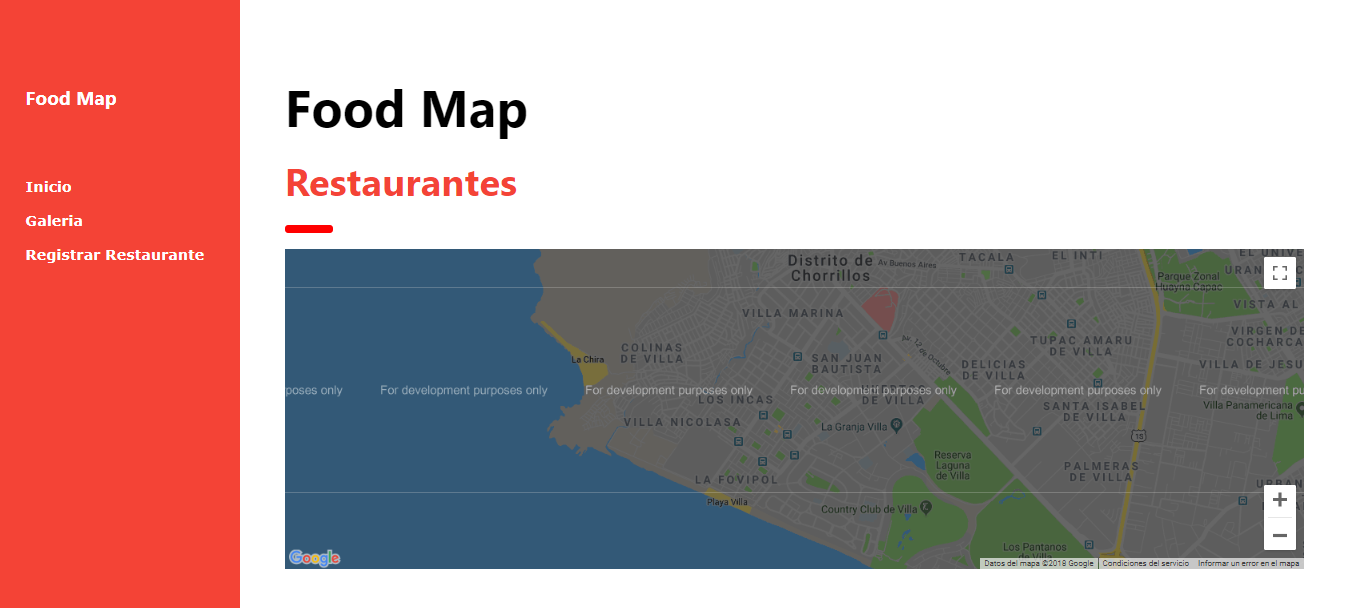 Food Map
Inicio
Galeria
Registrar Restaurante
Food Map
Restaurantes
Distrito de
Chorrillos
Av Buenos Aires
TACALA
EL INTI
Parque Zonal
Huayna Capac
VISTA AL
VILLA MARINA
VIRGEN DE
COCHARCA
TUPAC AMARU
DE VILLA
COLINAS
DE VILLA
La Chira
SAN JUAN
BAUTISTA
Av. 12 de Octubre
DELICIAS
DE VILLA
VILLA DE JESU
purposes only
For development purposes only
For development purposes only
For development purposes only
For development purposes only
For development pu
DE VILLA
LOS INCAS
SANTA ISABEL
DE VILLA
Villa Panamericana
de Lima
VILLA NICOLASA
La Granja Villa
18
Reserva
Laguna
de Villa
PALMERAS
DE VILLA
LA FOVIPOL
Playa Villa
Country Club de Villa
URBAN
Los Pantanos
de Villa
Google
Datos del mapa ©2018 Google
Condiciones del servicio
Informar un error en el mapa